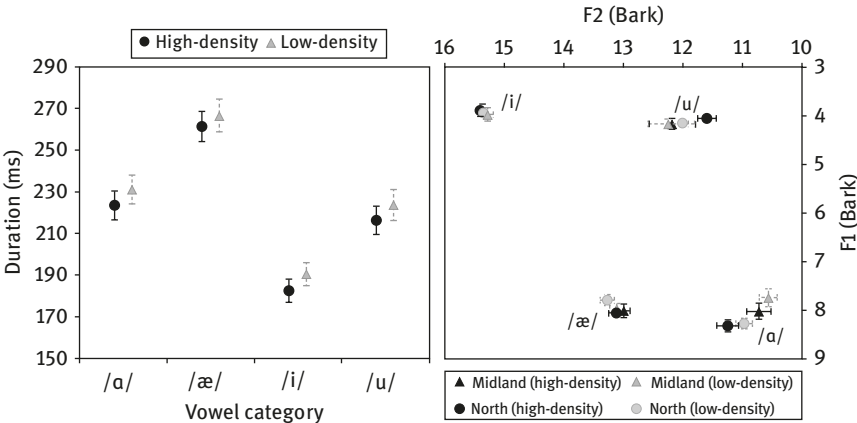 High-density Low-density
290
270
250
230
210
190
170
150
Duration (ms)
/ɑ/ /æ/ /i/ /u/
Vowel category
F2 (Bark)
16 15 14 13 12 11 10
/i/
/u/
/æ/
/ɑ/
3
4
5
6
7
8
9
F1 (Bark)
Midland (high-density) Midland (low-density)
North (high-density) North (low-density)